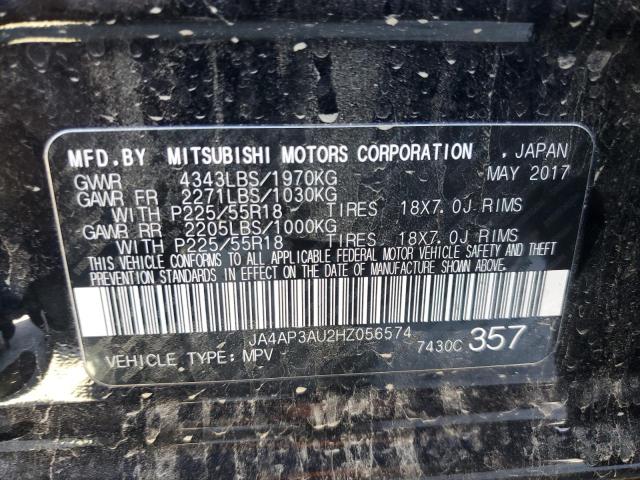 MFD.BY MITSUBISHI MOTORS CORPORATION , JAPAN
GVWR 4343LBS/1970KG MAY 2017
GAWR FR 2271LBS/1030KG
WITH P225/55R18 TIRES 18X7.0J RIMS
GAWR RR 2205LBS/1000KG
WITH P225/55R18 TIRES 18X7.0J RIMS
THIS VEHICLE CONFORMS TO ALL APPLICABLE FEDERAL MOTOR VEHICLE SAFETY AND THEFT
PREVENTION STANDARDS IN EFFECT ON THE DATE OF MANUFACTURE SHOWN ABOVE.
JA4AP3AU2HZ056574
VEHICLE TYPE: MPV 7430C 357